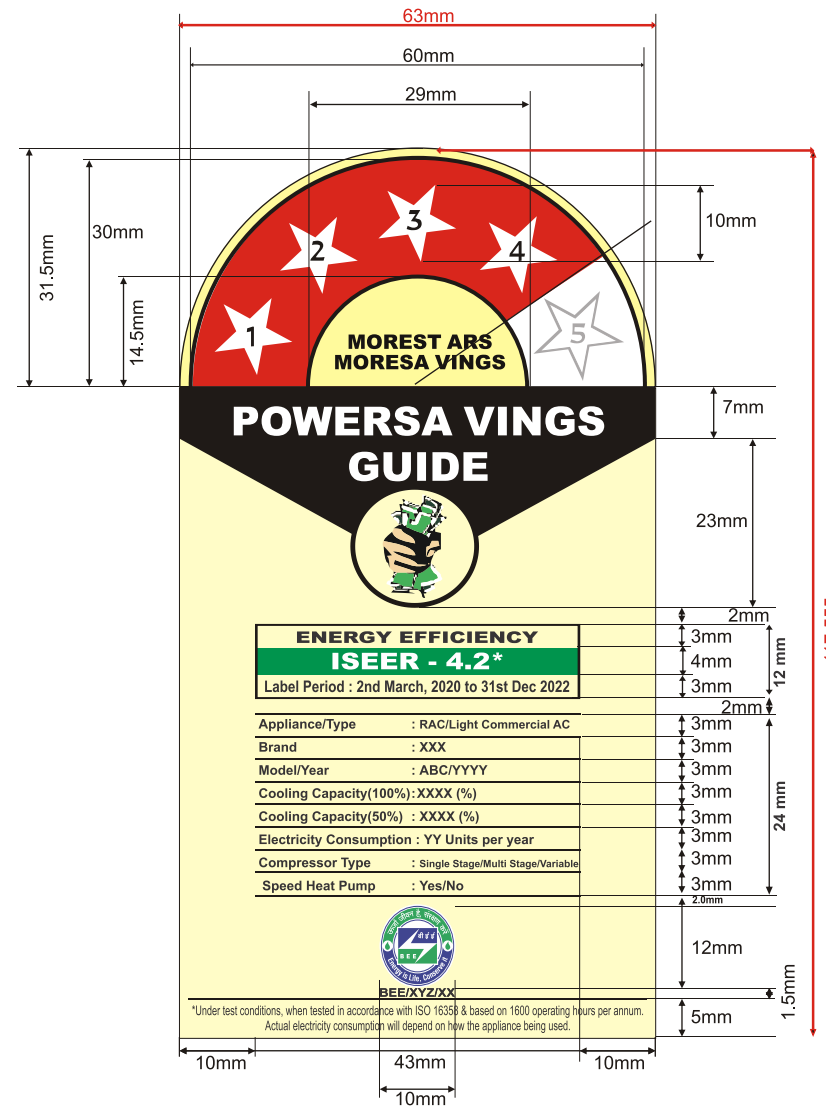 63mm
60mm
29mm
31.5mm
30mm
14.5mm
10mm
1
2
3
4
5
MOREST ARS
MORESA VINGS
7mm
POWERSA VINGS
GUIDE
23mm
2mm
ENERGY EFFICIENCY
3mm
ISEER - 4.2*
4mm
12 mm
Label Period : 2nd March, 2020 to 31st Dec 2022
3mm
2mm
Appliance/Type : RAC/Light Commercial AC
3mm
Brand : XXX
3mm
Model/Year : ABC/YYYY
3mm
Cooling Capacity(100%):XXXX (%)
3mm
24 mm
Cooling Capacity(50%) : XXXX (%)
3mm
Electricity Consumption : YY Units per year
3mm
Compressor Type : Single Stage/Multi Stage/Variable
3mm
Speed Heat Pump : Yes/No
3mm
2.0mm
ऊर्जा जीवन है, संरक्षण करें
बी ई ई
BEE
Energy is Life, Conserve it
12mm
BEE/XYZ/XX
1.5mm
*Under test conditions, when tested in accordance with ISO 16358 & based on 1600 operating hours per annum.
Actual electricity consumption will depend on how the appliance being used.
5mm
10mm
43mm
10mm
10mm